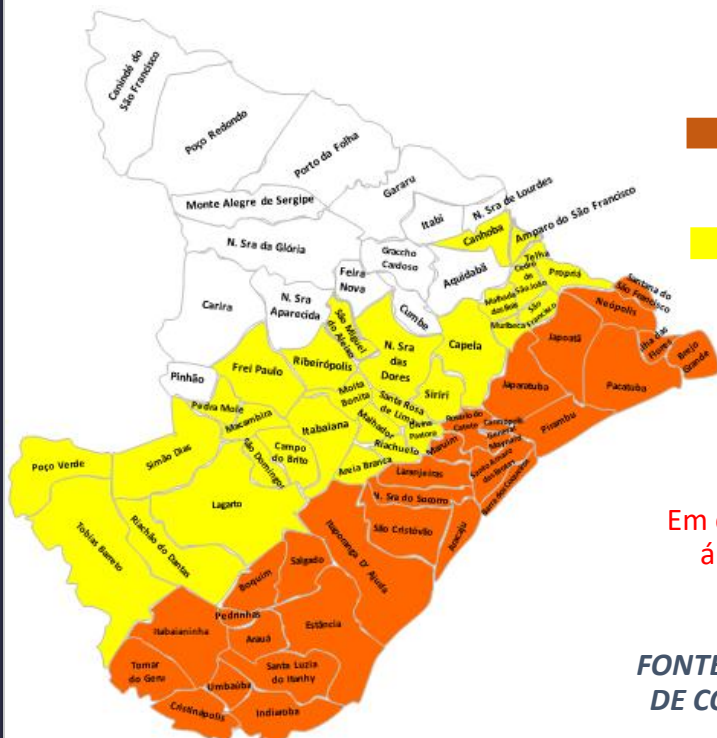 Canindé do
São Francisco
Poço Redondo
Porto da Folha
Monte Alegre de Sergipe
Gararu
Itabi
N. Sra de Lourdes
Canhoba
Amparo do São Francisco
N. Sra da Glória
Graccho
Cardoso
Aquidabã
Telha
Cedro
de
São João
Propriá
Santana do
São Francisco
Carira
N. Sra
Aparecida
Feira
Nova
Cumbe
Malhada
dos Bois
Muribeca
São
Francisco
Neópolis
Ilha das
Flores
Brejo
Grande
São Miguel
do Aleixo
N. Sra
das
Dores
Capela
Japoatã
Pacatuba
Pinhão
Frei Paulo
Ribeirópolis
Moita
Bonita
Santa Rosa
de Lima
Siriri
Japaratuba
Pirambu
Pedra Mole
Macambira
Itabaiana
Malhador
Divina
Pastora
Rosário do
Catete
Carmópolis
General
Maynard
Riachuelo
Maruim
Santo Amaro
das Brotas
Poço Verde
Simão Dias
São Domingos
Campo
do Brito
Areia Branca
Laranjeiras
Barra dos Coqueiros
N. Sra do Socorro
Lagarto
São Cristóvão
Aracaju
Tobias Barreto
Riachão do Dantas
Itaporanga D' Ajuda
Salgado
Boquim
Pedrinhas
Itabaianinha
Arauá
Estância
Tomar
do Geru
Santa Luzia
do Itanhy
Umbaúba
Cristinápolis
Indiaroba
Em
á
FONTE
DE CO